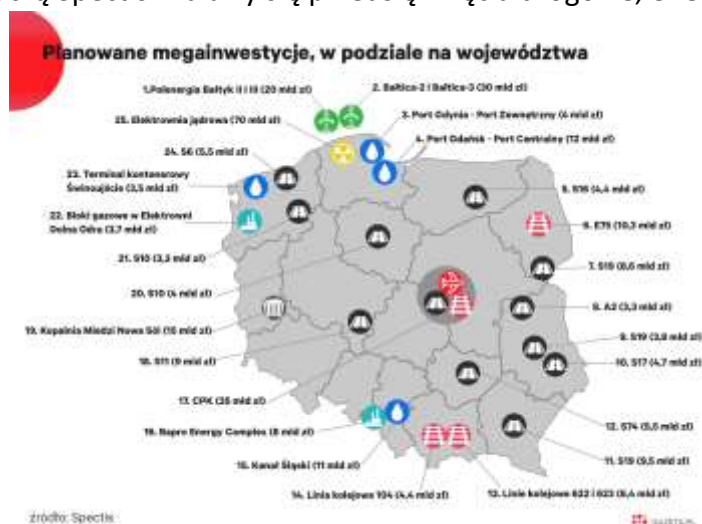 Planowane megainwestycje, w podziale na województwa
1.Polenergia Bałtyk II i III (20 mld zł)
2. Baltica-2 i Baltica-3 (30 mld zł)
25. Elektrownia jądrowa (70 mld zł)
3. Port Gdynia - Port Zewnętrzny (4 mld zł)
24. S6 (5,5 mld zł)
4. Port Gdańsk - Port Centralny (12 mld zł)
23. Terminal kontenerowy
Świnoujście (3,5 mld zł)
5. S16 (4,4 mld zł)
22. Bloki gazowe w Elektrowni
Dolna Odra (3,7 mld zł)
6. E75 (10,3 mld zł)
21. S10 (3,3 mld zł)
7. S19 (6,6 mld zł)
20. S10 (4 mld zł)
8. A2 (3,3 mld zł)
19. Kopalnia Miedzi Nowa Sól (15 mld zł)
9. S19 (3,8 mld zł)
18. S11 (9 mld zł)
10. S17 (4,7 mld zł)
17. CPK (35 mld zł)
16. Rapre Energy Complex (8 mld zł)
12. S74 (5,5 mld zł)
15. Kanał Śląski (11 mld zł)
11. S19 (9,5 mld zł)
14. Linia kolejowa 104 (4,4 mld zł)
13. Linie kolejowe 622 i 623 (6,4 mld zł)
źródło: Spectis